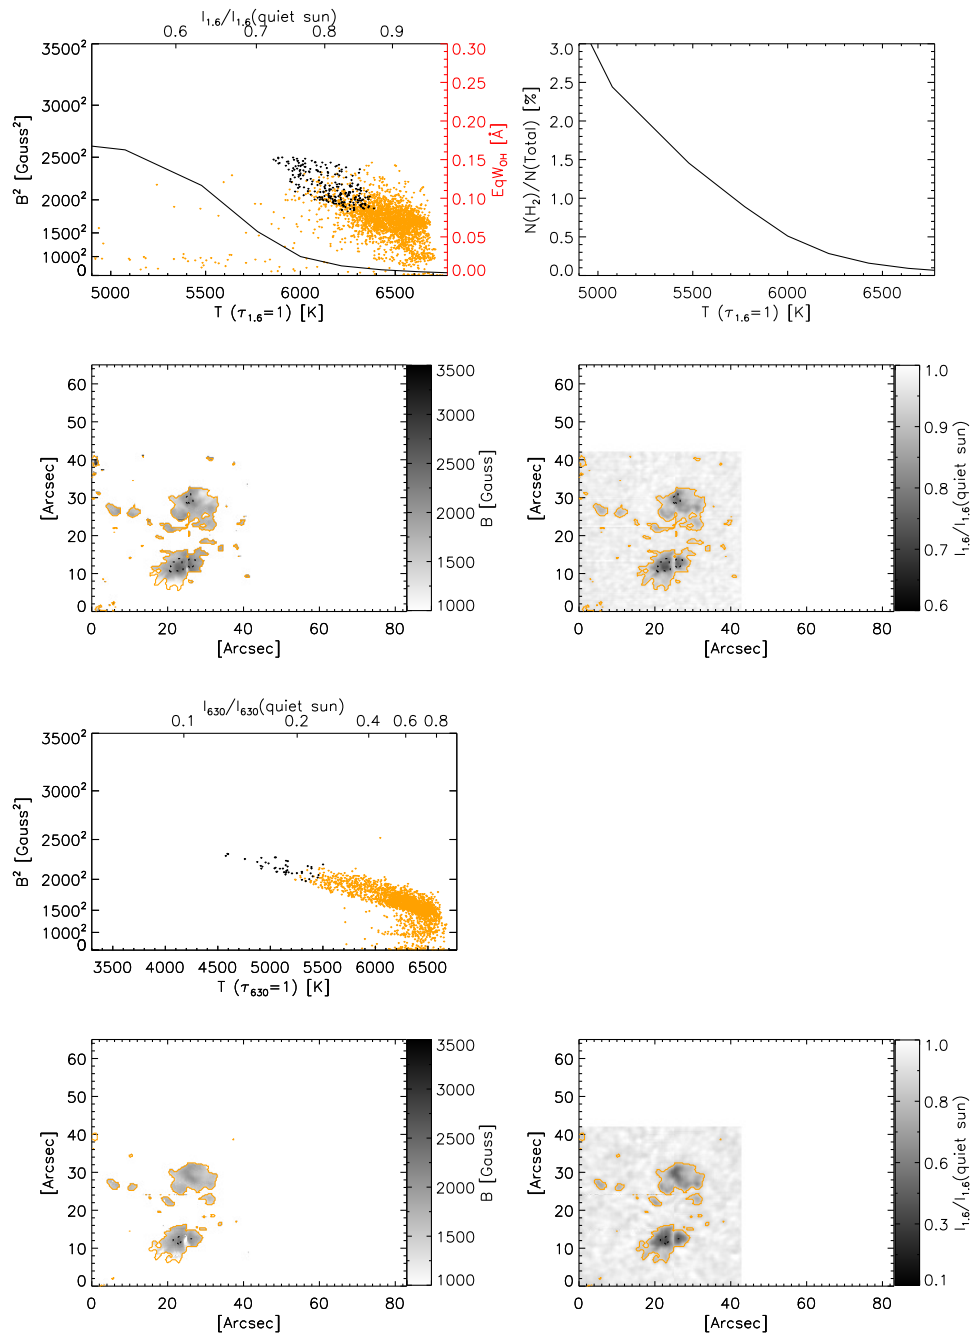 I₁.₆/I₁.₆(quiet sun)
0.6 0.7 0.8 0.9
3500² 3000² 2500² 2000² 1500² 1000² 0
B² [Gauss²]
0.30 0.25 0.20 0.15 0.10 0.05 0.00
EqW_OH [Å]
5000 5500 6000 6500
T (τ₁.₆=1) [K]
3.0 2.5 2.0 1.5 1.0 0.5 0.0
N(H₂)/N(Total) [%]
5000 5500 6000 6500
T (τ₁.₆=1) [K]
60 50 40 30 20 10 0
[Arcsec]
0 20 40 60 80
[Arcsec]
3500 3000 2500 2000 1500 1000
B [Gauss]
60 50 40 30 20 10 0
[Arcsec]
0 20 40 60 80
[Arcsec]
1.0 0.9 0.8 0.7 0.6
I₁.₆/I₁.₆(quiet sun)
I₆₃₀/I₆₃₀(quiet sun)
0.1 0.2 0.4 0.6 0.8
3500² 3000² 2500² 2000² 1500² 1000² 0
B² [Gauss²]
3500 4000 4500 5000 5500 6000 6500
T (τ₆₃₀=1) [K]
60 50 40 30 20 10 0
[Arcsec]
0 20 40 60 80
[Arcsec]
3500 3000 2500 2000 1500 1000
B [Gauss]
60 50 40 30 20 10 0
[Arcsec]
0 20 40 60 80
[Arcsec]
1.0 0.8 0.6 0.3 0.1
I₁.₆/I₁.₆(quiet sun)